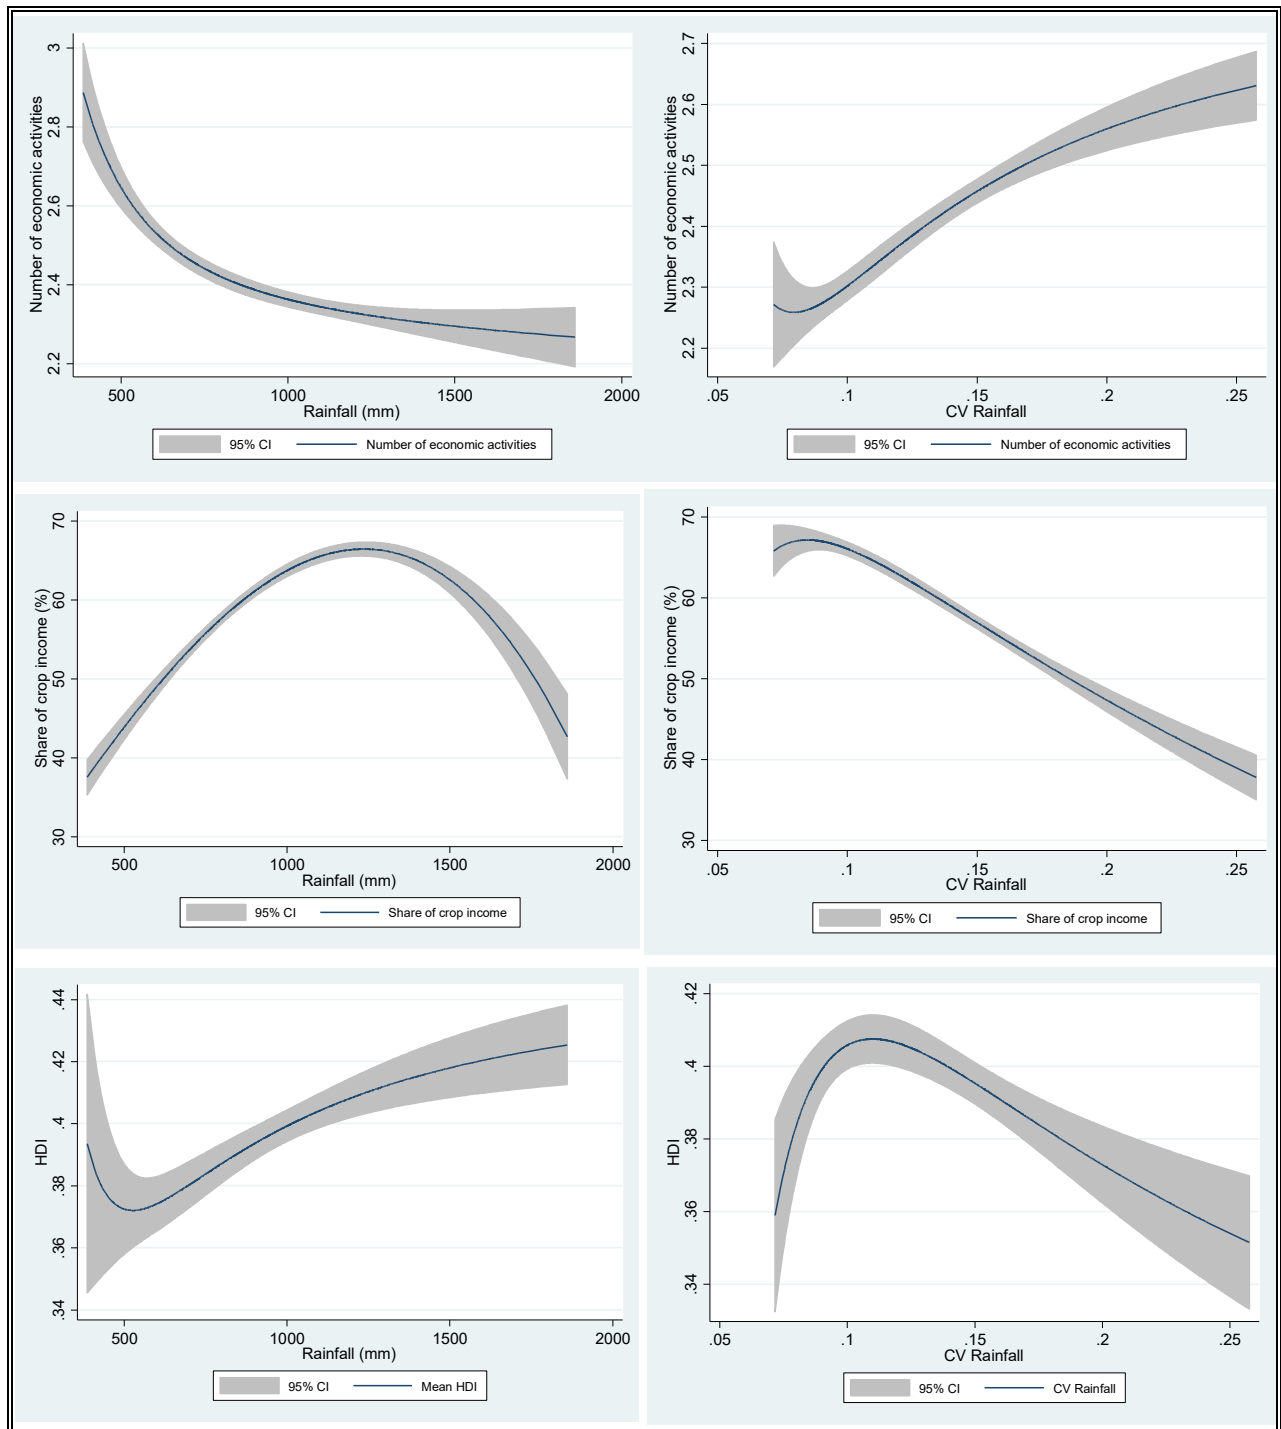 Number of economic activities
3
2.8
2.6
2.4
2.2
500
1000
1500
2000
Rainfall (mm)
95% CI
Number of economic activities
Number of economic activities
2.7
2.6
2.5
2.4
2.3
2.2
.05
.1
.15
.2
.25
CV Rainfall
95% CI
Number of economic activities
Share of crop income (%)
70
60
50
40
30
500
1000
1500
2000
Rainfall (mm)
95% CI
Share of crop income
Share of crop income (%)
70
60
50
40
30
.05
.1
.15
.2
.25
CV Rainfall
95% CI
Share of crop income
HDI
.44
.42
.4
.38
.36
.34
500
1000
1500
2000
Rainfall (mm)
95% CI
Mean HDI
HDI
.42
.4
.38
.36
.34
.05
.1
.15
.2
.25
CV Rainfall
95% CI
CV Rainfall